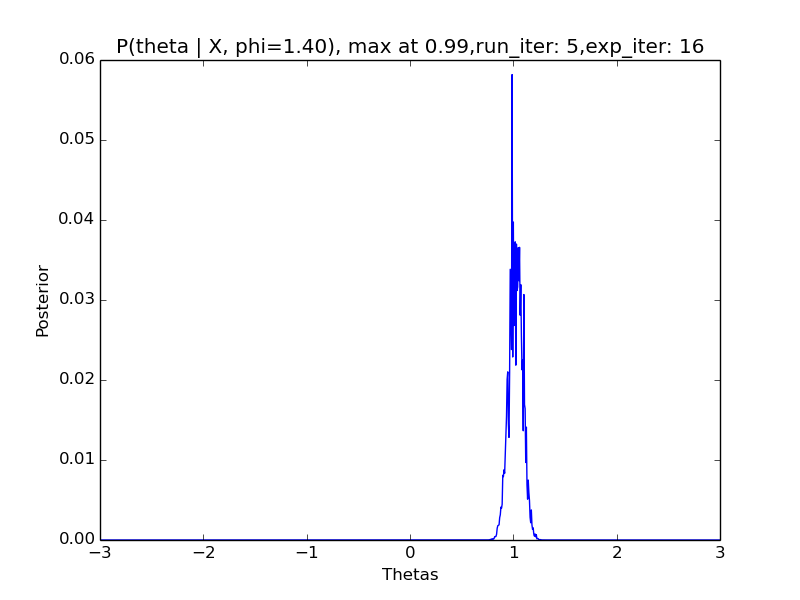 P(theta | X, phi=1.40), max at 0.99,run_iter: 5,exp_iter: 16
0.06
0.05
0.04
0.03
0.02
0.01
0.00
Posterior
−3 −2 −1 0 1 2 3
Thetas